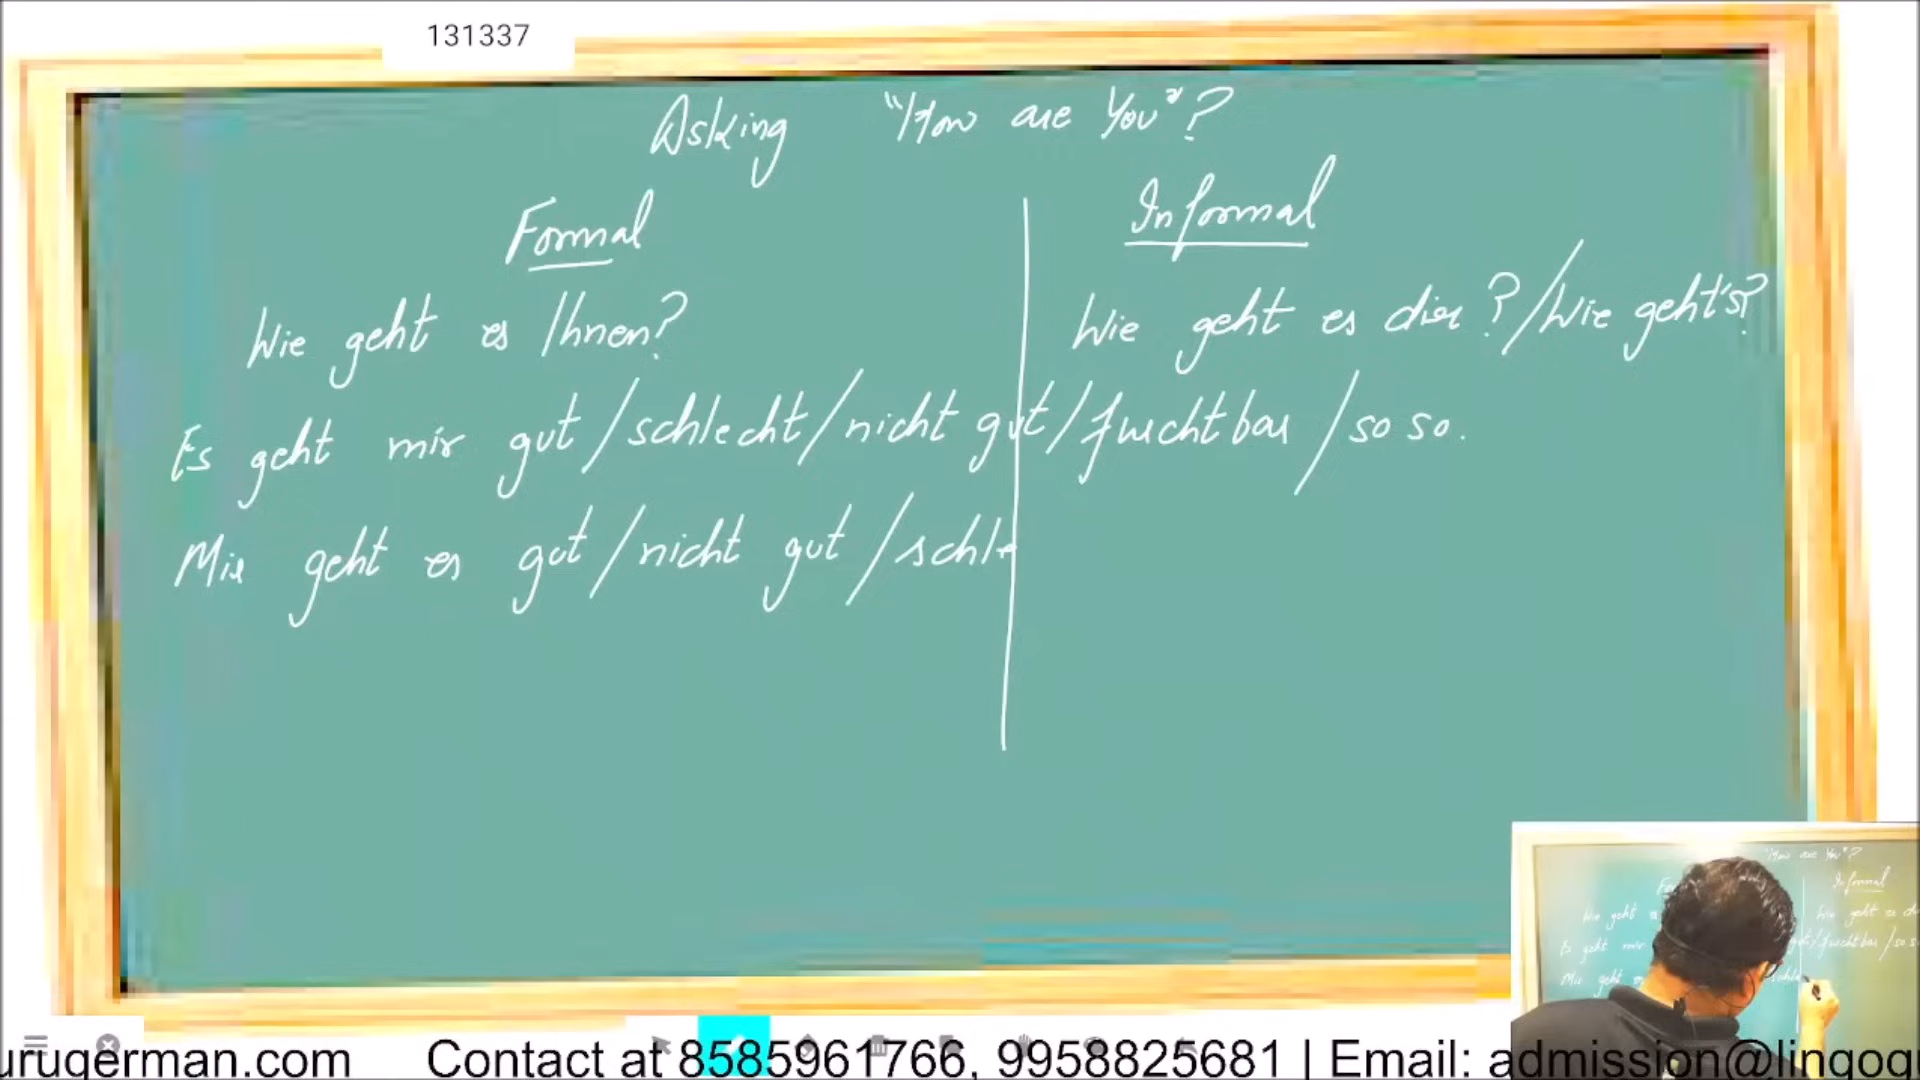 131337
Asking "How are You"?
Formal
Informal
Wie geht es Ihnen?
Wie geht es dir?/Wie geht's?
Es geht mir gut/schlecht/nicht gut/furchtbar/so so.
Mir geht es gut/nicht gut/schle
urugerman.com Contact at 8585961766, 9958825681 | Email: admission@lingogu